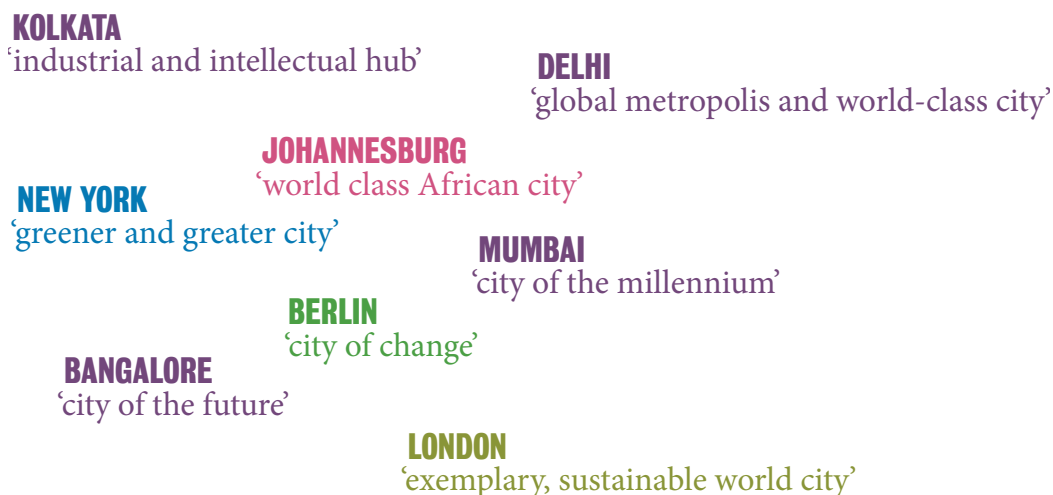 KOLKATA
‘industrial and intellectual hub’
DELHI
‘global metropolis and world-class city’
JOHANNESBURG
‘world class African city’
NEW YORK
‘greener and greater city’
MUMBAI
‘city of the millennium’
BERLIN
‘city of change’
BANGALORE
‘city of the future’
LONDON
‘exemplary, sustainable world city’